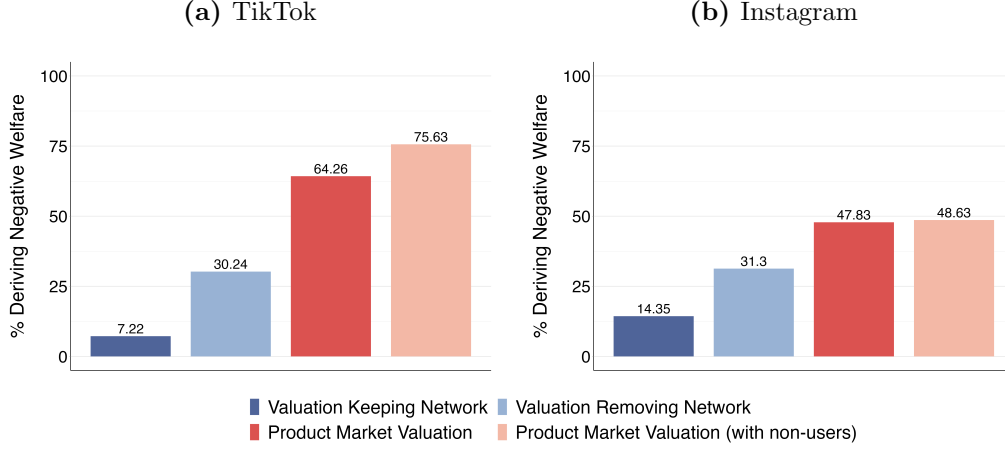 (a) TikTok
% Deriving Negative Welfare
100
75
50
25
0
7.22
30.24
64.26
75.63
(b) Instagram
% Deriving Negative Welfare
100
75
50
25
0
14.35
31.3
47.83
48.63
Valuation Keeping Network
Valuation Removing Network
Product Market Valuation
Product Market Valuation (with non-users)